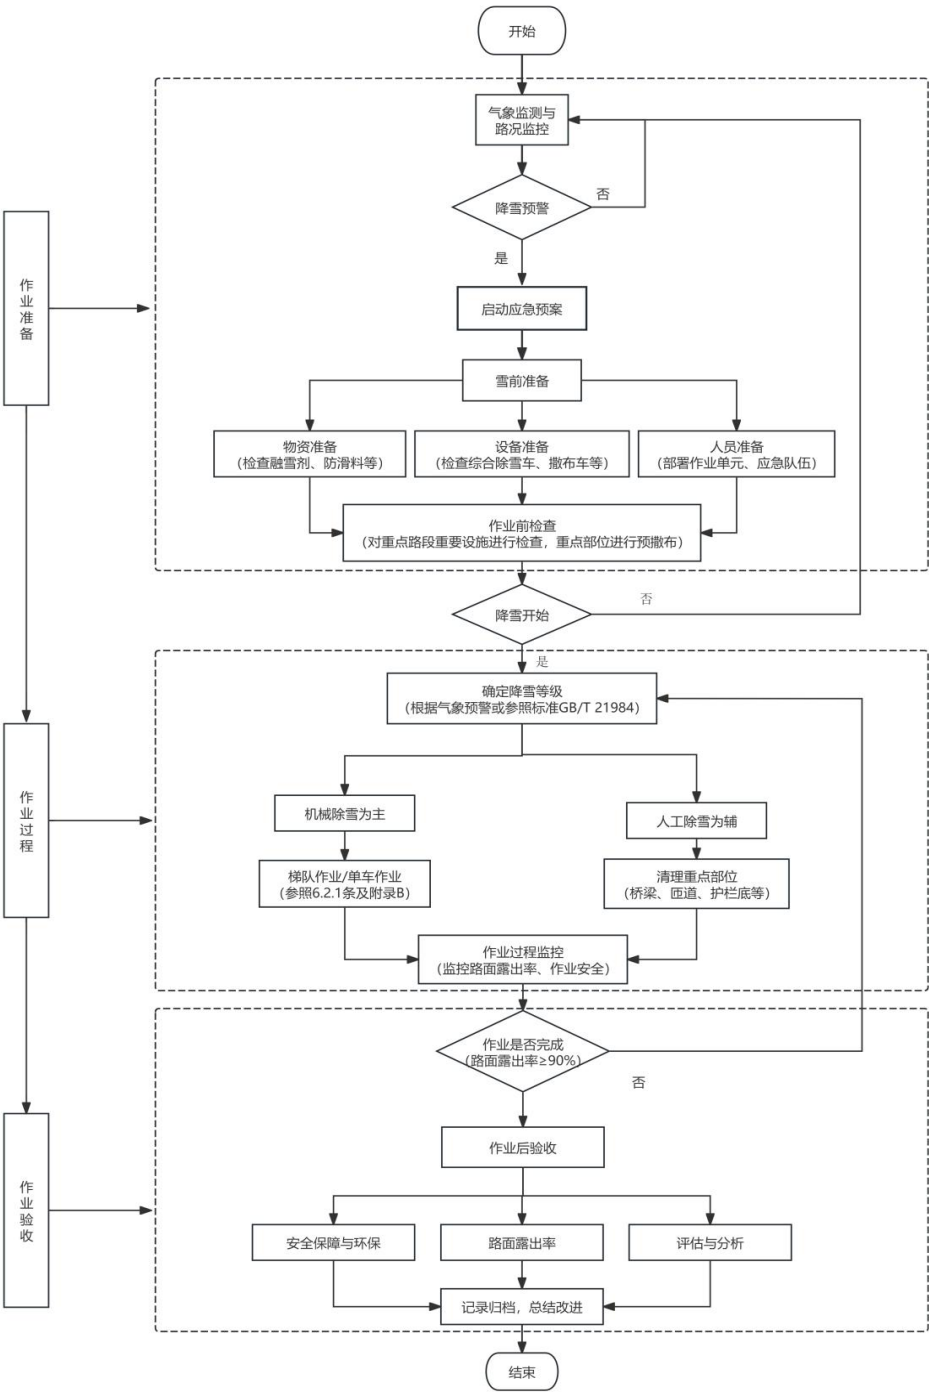 开始
气象监测与
路况监控
降雪预警
否
是
启动应急预案
雪前准备
物资准备
（检查融雪剂、防滑料等）
设备准备
（检查综合除雪车、撒布车等）
人员准备
（部署作业单元、应急队伍）
作业前检查
（对重点路段重要设施进行检查，重点部位进行预撒布）
作业准备
降雪开始
否
是
确定降雪等级
（根据气象预警或参照标准GB/T 21984）
机械除雪为主
人工除雪为辅
梯队作业/单车作业
（参照6.2.1条及附录B）
清理重点部位
（桥梁、匝道、护栏底等）
作业过程监控
（监控路面露出率、作业安全）
作业过程
作业是否完成
（路面露出率≥90%）
否
作业后验收
安全保障与环保
路面露出率
评估与分析
记录归档，总结改进
作业验收
结束